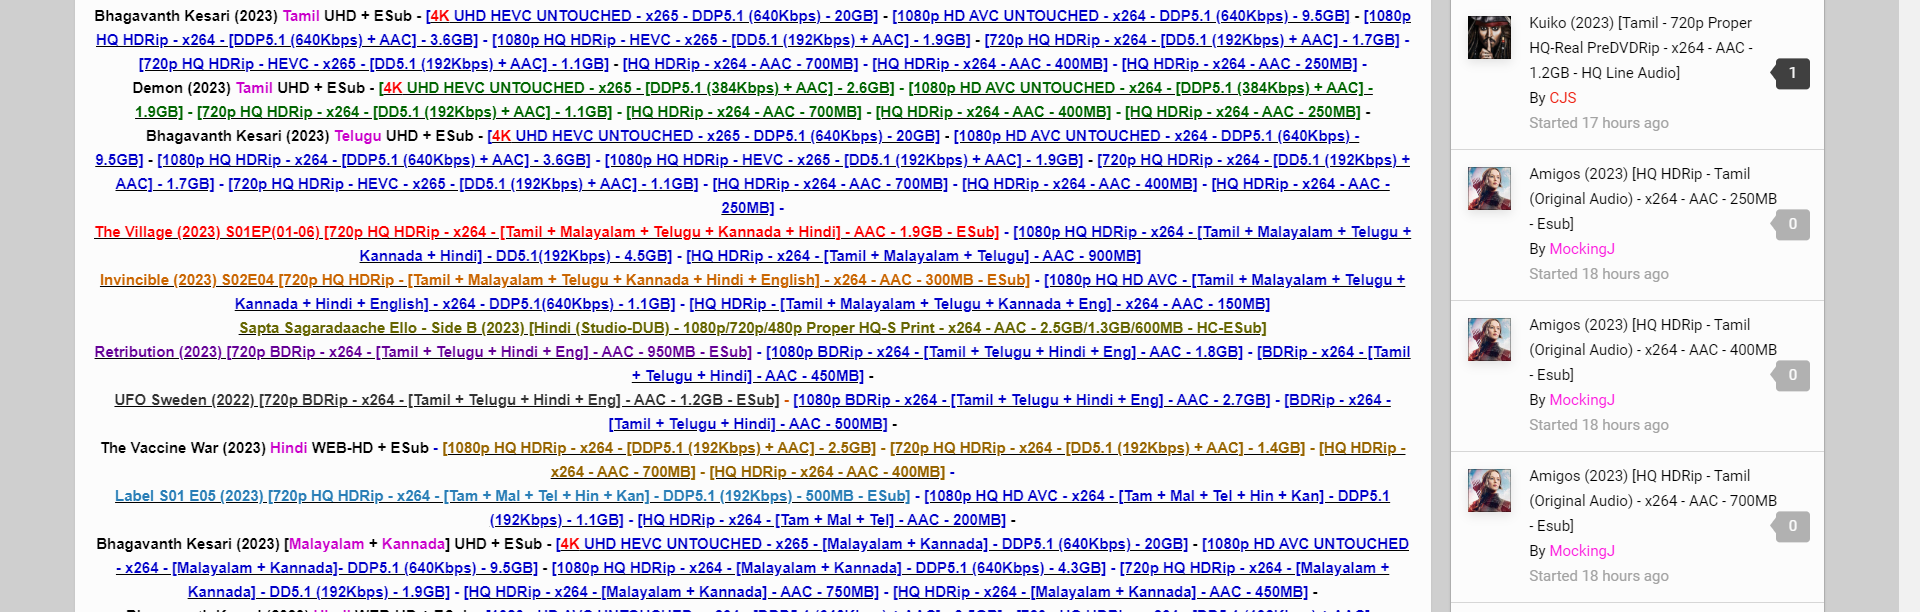 Bhagavanth Kesari (2023) Tamil UHD + ESub - [4K UHD HEVC UNTOUCHED - x265 - DDP5.1 (640Kbps) - 20GB] - [1080p HD AVC UNTOUCHED - x264 - DDP5.1 (640Kbps) - 9.5GB] - [1080p
HQ HDRip - x264 - [DDP5.1 (640Kbps) + AAC] - 3.6GB] - [1080p HQ HDRip - HEVC - x265 - [DD5.1 (192Kbps) + AAC] - 1.9GB] - [720p HQ HDRip - x264 - [DD5.1 (192Kbps) + AAC] - 1.7GB] -
[720p HQ HDRip - HEVC - x265 - [DD5.1 (192Kbps) + AAC] - 1.1GB] - [HQ HDRip - x264 - AAC - 700MB] - [HQ HDRip - x264 - AAC - 400MB] - [HQ HDRip - x264 - AAC - 250MB] -
Demon (2023) Tamil UHD + ESub - [4K UHD HEVC UNTOUCHED - x265 - [DDP5.1 (384Kbps) + AAC] - 2.6GB] - [1080p HD AVC UNTOUCHED - x264 - [DDP5.1 (384Kbps) + AAC] -
1.9GB] - [720p HQ HDRip - x264 - [DD5.1 (192Kbps) + AAC] - 1.1GB] - [HQ HDRip - x264 - AAC - 700MB] - [HQ HDRip - x264 - AAC - 400MB] - [HQ HDRip - x264 - AAC - 250MB] -
Bhagavanth Kesari (2023) Telugu UHD + ESub - [4K UHD HEVC UNTOUCHED - x265 - DDP5.1 (640Kbps) - 20GB] - [1080p HD AVC UNTOUCHED - x264 - DDP5.1 (640Kbps) -
9.5GB] - [1080p HQ HDRip - x264 - [DDP5.1 (640Kbps) + AAC] - 3.6GB] - [1080p HQ HDRip - HEVC - x265 - [DD5.1 (192Kbps) + AAC] - 1.9GB] - [720p HQ HDRip - x264 - [DD5.1 (192Kbps) +
AAC] - 1.7GB] - [720p HQ HDRip - HEVC - x265 - [DD5.1 (192Kbps) + AAC] - 1.1GB] - [HQ HDRip - x264 - AAC - 700MB] - [HQ HDRip - x264 - AAC - 400MB] - [HQ HDRip - x264 - AAC -
250MB] -
The Village (2023) S01EP(01-06) [720p HQ HDRip - x264 - [Tamil + Malayalam + Telugu + Kannada + Hindi] - AAC - 1.9GB - ESub] - [1080p HQ HDRip - x264 - [Tamil + Malayalam + Telugu +
Kannada + Hindi] - DD5.1(192Kbps) - 4.5GB] - [HQ HDRip - x264 - [Tamil + Malayalam + Telugu] - AAC - 900MB]
Invincible (2023) S02E04 [720p HQ HDRip - [Tamil + Malayalam + Telugu + Kannada + Hindi + English] - x264 - AAC - 300MB - ESub] - [1080p HQ HD AVC - [Tamil + Malayalam + Telugu +
Kannada + Hindi + English] - x264 - DDP5.1(640Kbps) - 1.1GB] - [HQ HDRip - [Tamil + Malayalam + Telugu + Kannada + Eng] - x264 - AAC - 150MB]
Sapta Sagaradaache Ello - Side B (2023) [Hindi (Studio-DUB) - 1080p/720p/480p Proper HQ-S Print - x264 - AAC - 2.5GB/1.3GB/600MB - HC-ESub]
Retribution (2023) [720p BDRip - x264 - [Tamil + Telugu + Hindi + Eng] - AAC - 950MB - ESub] - [1080p BDRip - x264 - [Tamil + Telugu + Hindi + Eng] - AAC - 1.8GB] - [BDRip - x264 - [Tamil
+ Telugu + Hindi] - AAC - 450MB] -
UFO Sweden (2022) [720p BDRip - x264 - [Tamil + Telugu + Hindi + Eng] - AAC - 1.2GB - ESub] - [1080p BDRip - x264 - [Tamil + Telugu + Hindi + Eng] - AAC - 2.7GB] - [BDRip - x264 -
[Tamil + Telugu + Hindi] - AAC - 500MB] -
The Vaccine War (2023) Hindi WEB-HD + ESub - [1080p HQ HDRip - x264 - [DDP5.1 (192Kbps) + AAC] - 2.5GB] - [720p HQ HDRip - x264 - [DD5.1 (192Kbps) + AAC] - 1.4GB] - [HQ HDRip -
x264 - AAC - 700MB] - [HQ HDRip - x264 - AAC - 400MB] -
Label S01 E05 (2023) [720p HQ HDRip - x264 - [Tam + Mal + Tel + Hin + Kan] - DDP5.1 (192Kbps) - 500MB - ESub] - [1080p HQ HD AVC - x264 - [Tam + Mal + Tel + Hin + Kan] - DDP5.1
(192Kbps) - 1.1GB] - [HQ HDRip - x264 - [Tam + Mal + Tel] - AAC - 200MB] -
Bhagavanth Kesari (2023) [Malayalam + Kannada] UHD + ESub - [4K UHD HEVC UNTOUCHED - x265 - [Malayalam + Kannada] - DDP5.1 (640Kbps) - 20GB] - [1080p HD AVC UNTOUCHED
- x264 - [Malayalam + Kannada]- DDP5.1 (640Kbps) - 9.5GB] - [1080p HQ HDRip - x264 - [Malayalam + Kannada] - DDP5.1 (640Kbps) - 4.3GB] - [720p HQ HDRip - x264 - [Malayalam +
Kannada] - DD5.1 (192Kbps) - 1.9GB] - [HQ HDRip - x264 - [Malayalam + Kannada] - AAC - 750MB] - [HQ HDRip - x264 - [Malayalam + Kannada] - AAC - 450MB] -
Kuiko (2023) [Tamil - 720p Proper
HQ-Real PreDVDRip - x264 - AAC -
1.2GB - HQ Line Audio]
1
By CJS
Started 17 hours ago
Amigos (2023) [HQ HDRip - Tamil
(Original Audio) - x264 - AAC - 250MB
- Esub]
0
By MockingJ
Started 18 hours ago
Amigos (2023) [HQ HDRip - Tamil
(Original Audio) - x264 - AAC - 400MB
- Esub]
0
By MockingJ
Started 18 hours ago
Amigos (2023) [HQ HDRip - Tamil
(Original Audio) - x264 - AAC - 700MB
- Esub]
0
By MockingJ
Started 18 hours ago